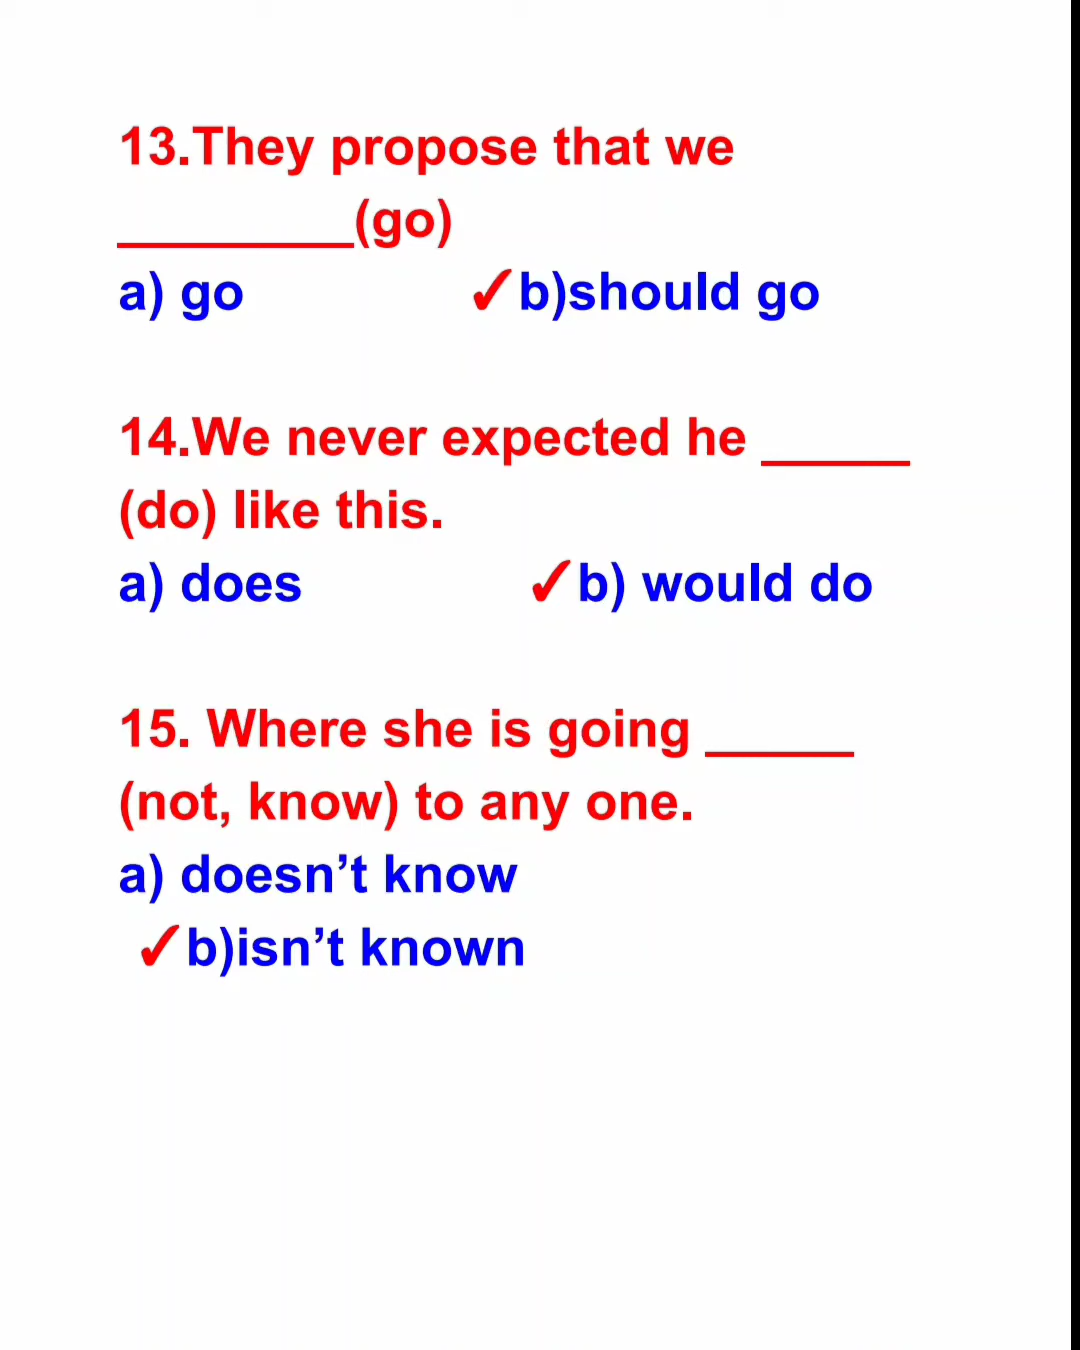 13.They propose that we
________(go)
a) go ✓b)should go
14.We never expected he _____
(do) like this.
a) does ✓b) would do
15. Where she is going _____
(not, know) to any one.
a) doesn’t know
✓b)isn’t known